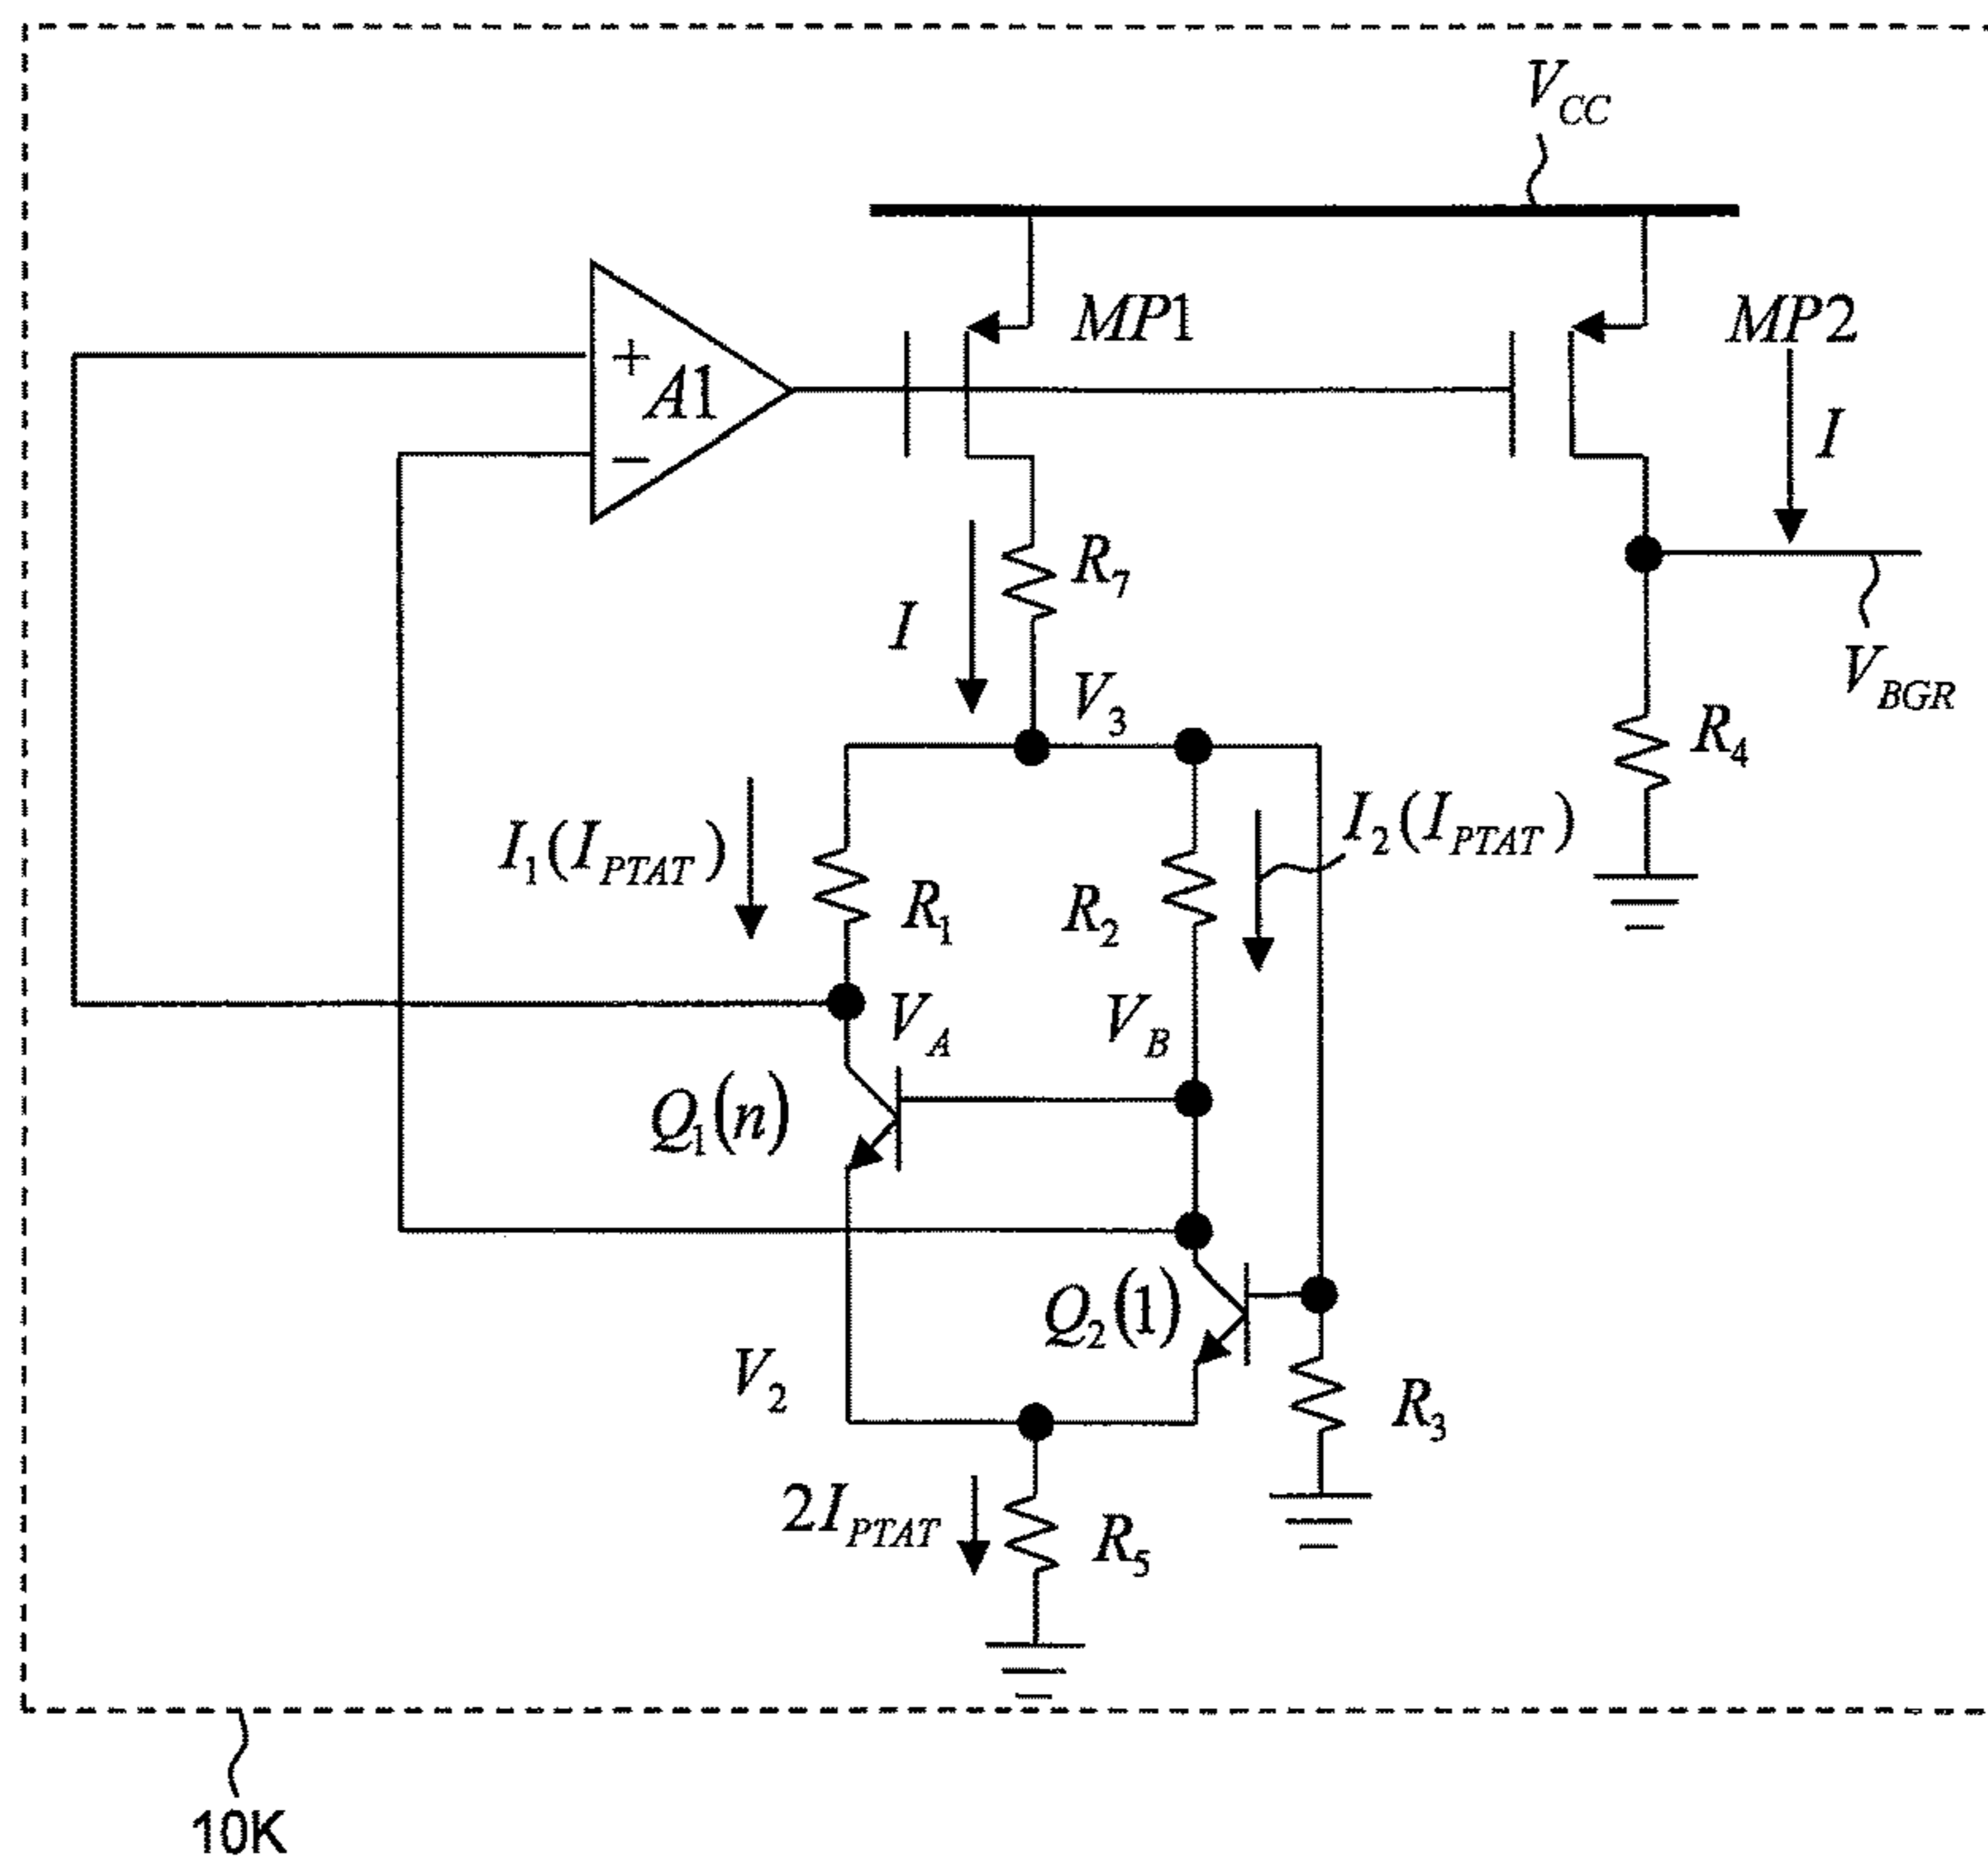 V_CC
+ A1 −
MP1
MP2
I
R_7
I
V_3
V_BGR
R_4
I_1(I_PTAT)
I_2(I_PTAT)
R_1
R_2
V_A
V_B
Q_1(n)
Q_2(1)
V_2
R_3
2I_PTAT
R_5
10K